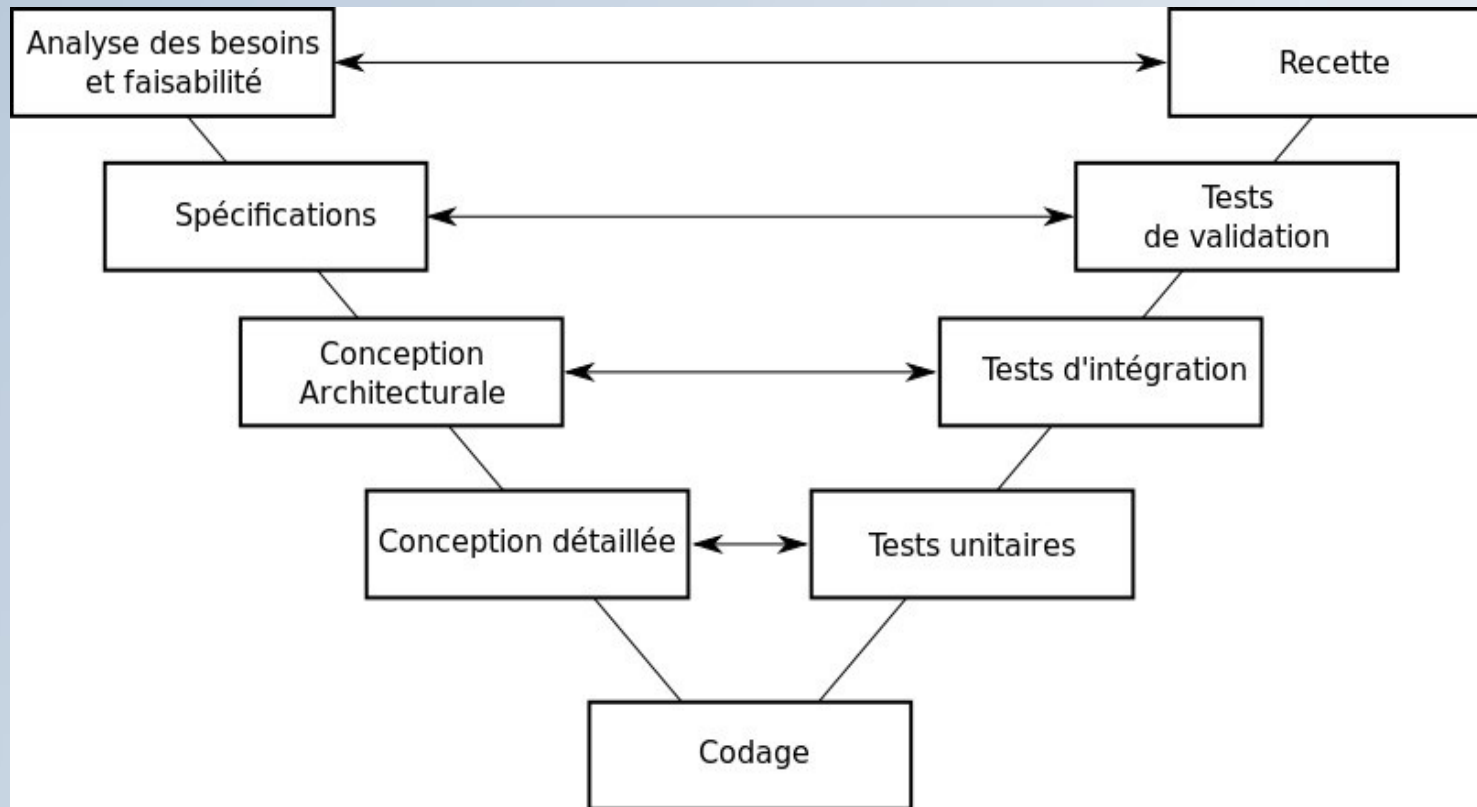 Analyse des besoins
et faisabilité
Recette
Spécifications
Tests
de validation
Conception
Architecturale
Tests d'intégration
Conception détaillée
Tests unitaires
Codage